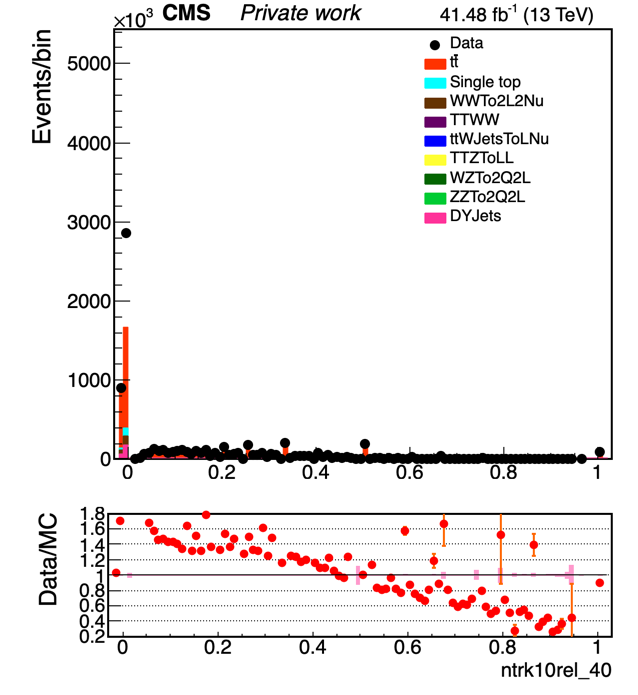 ×10³ CMS Private work 41.48 fb⁻¹ (13 TeV)
Events/bin
5000
4000
3000
2000
1000
0
Data
tt̄
Single top
WWTo2L2Nu
TTWW
ttWJetsToLNu
TTZToLL
WZTo2Q2L
ZZTo2Q2L
DYJets
0 0.2 0.4 0.6 0.8 1
Data/MC
1.8
1.6
1.4
1.2
1
0.8
0.6
0.4
0.2
0 0.2 0.4 0.6 0.8 1
ntrk10rel_40